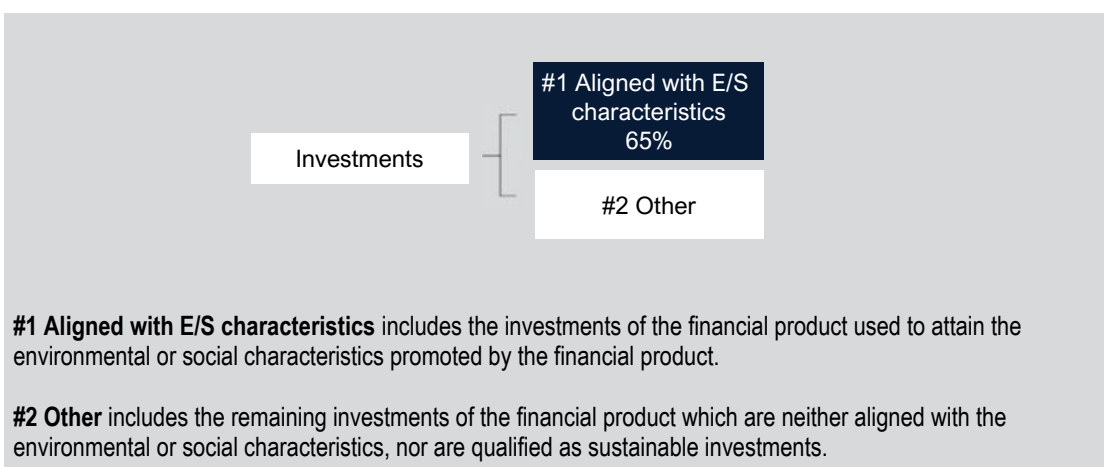 #1 Aligned with E/S
characteristics
65%
Investments
#2 Other
#1 Aligned with E/S characteristics includes the investments of the financial product used to attain the
environmental or social characteristics promoted by the financial product.
#2 Other includes the remaining investments of the financial product which are neither aligned with the
environmental or social characteristics, nor are qualified as sustainable investments.